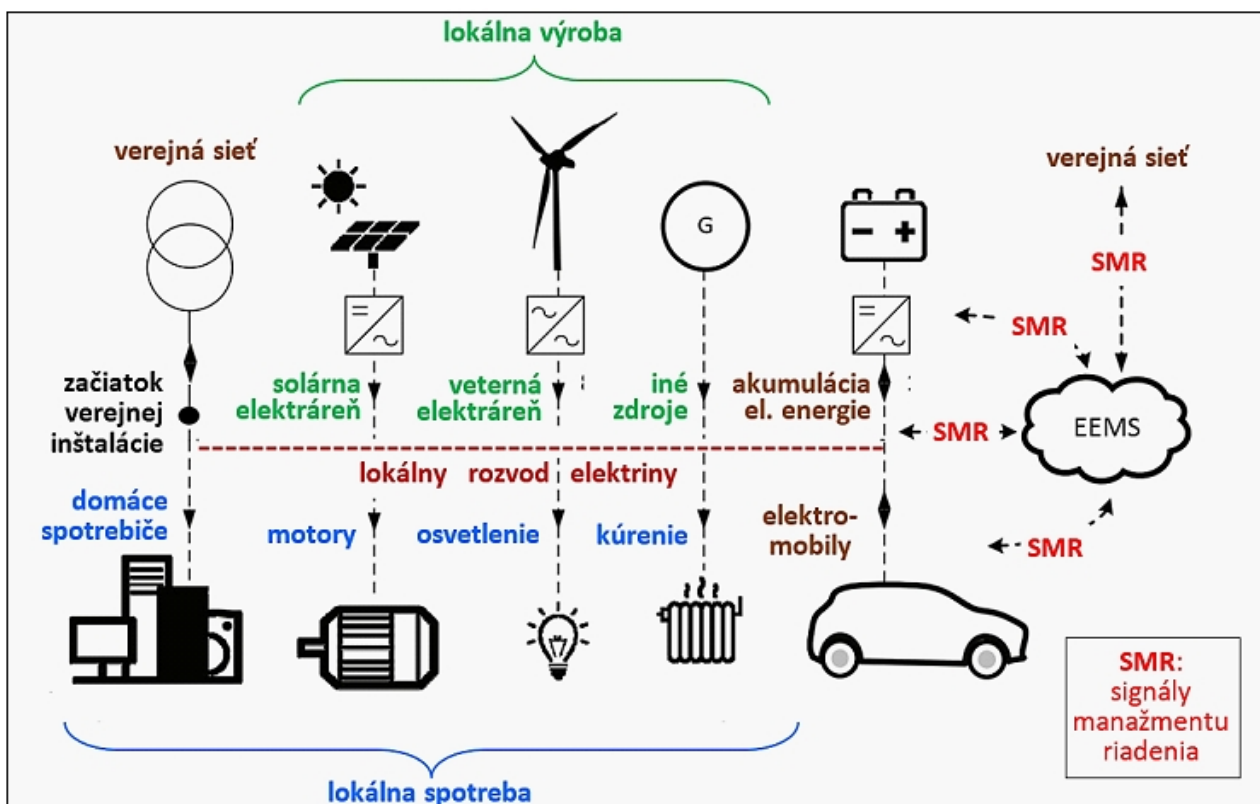 lokálna výroba
verejná sieť
verejná sieť
G
SMR
SMR
začiatok
verejnej
inštalácie
solárna
elektráreň
veterná
elektráreň
iné
zdroje
akumulácia
el. energie
SMR
EEMS
lokálny rozvod elektriny
domáce
spotrebiče
motory
osvetlenie
kúrenie
elektro-
mobily
SMR
SMR:
signály
manažmentu
riadenia
lokálna spotreba